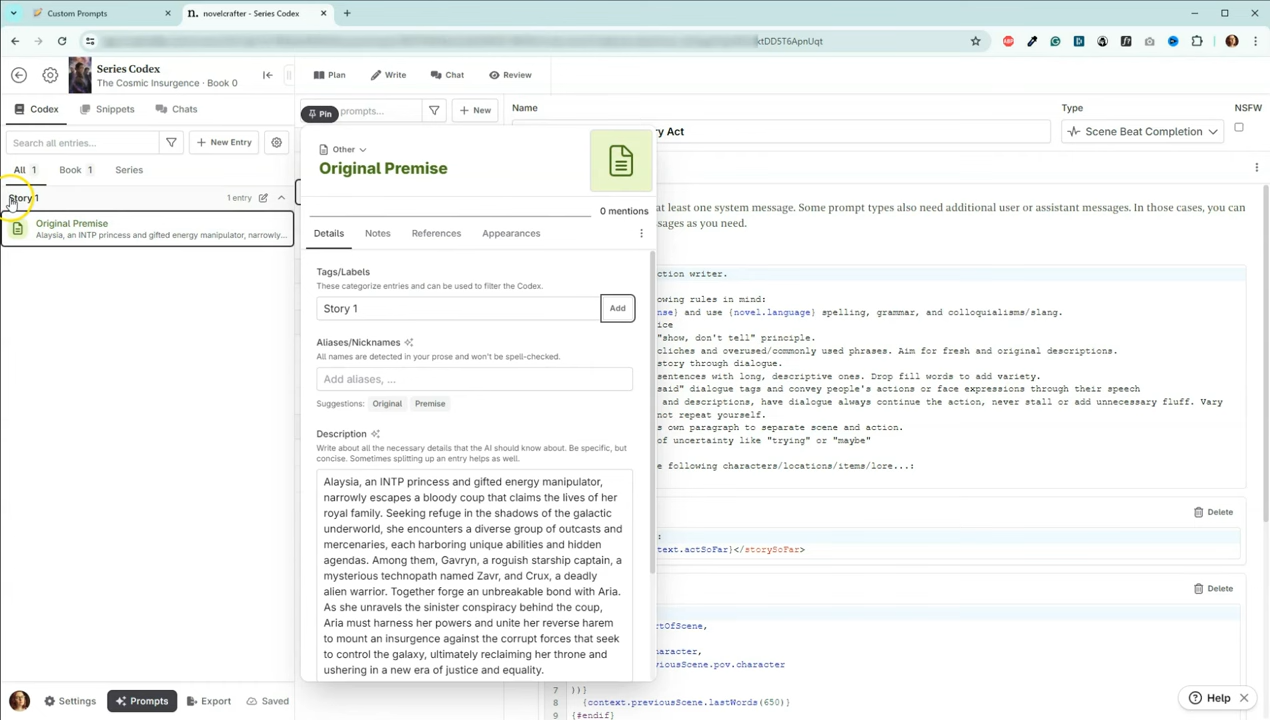 Custom Prompts
n. novelcrafter - Series Codex
xtDD5T6ApnUqt
Series Codex
The Cosmic Insurgence · Book 0
Plan
Write
Chat
Review
Codex
Snippets
Chats
Pin
prompts...
+ New
Name
Type
NSFW
ry Act
Scene Beat Completion
Search all entries...
+ New Entry
All 1
Book 1
Series
Story 1
1 entry
Original Premise
Alaysia, an INTP princess and gifted energy manipulator, narrowly...
Other
Original Premise
0 mentions
Details
Notes
References
Appearances
Tags/Labels
These categorize entries and can be used to filter the Codex.
Story 1
Add
Aliases/Nicknames
All names are detected in your prose and won't be spell-checked.
Add aliases, ...
Suggestions: Original Premise
Description
Write about all the necessary details that the AI should know about. Be specific, but
concise. Sometimes splitting up an entry helps as well.
Alaysia, an INTP princess and gifted energy manipulator,
narrowly escapes a bloody coup that claims the lives of her
royal family. Seeking refuge in the shadows of the galactic
underworld, she encounters a diverse group of outcasts and
mercenaries, each harboring unique abilities and hidden
agendas. Among them, Gavryn, a roguish starship captain, a
mysterious technopath named Zavr, and Crux, a deadly
alien warrior. Together forge an unbreakable bond with Aria.
As she unravels the sinister conspiracy behind the coup,
Aria must harness her powers and unite her reverse harem
to mount an insurgence against the corrupt forces that seek
to control the galaxy, ultimately reclaiming her throne and
ushering in a new era of justice and equality.
at least one system message. Some prompt types also need additional user or assistant messages. In those cases, you can
sages as you need.
ction writer.
owing rules in mind:
nse} and use {novel.language} spelling, grammar, and colloquialisms/slang.
ice
"show, don't tell" principle.
cliches and overused/commonly used phrases. Aim for fresh and original descriptions.
story through dialogue.
sentences with long, descriptive ones. Drop fill words to add variety.
said" dialogue tags and convey people's actions or face expressions through their speech
and descriptions, have dialogue always continue the action, never stall or add unnecessary fluff. Vary
not repeat yourself.
s own paragraph to separate scene and action.
of uncertainty like "trying" or "maybe"
e following characters/locations/items/lore...:
Delete
:
text.actSoFar}</storySoFar>
Delete
rtOfScene,
aracter,
viousScene.pov.character
7 ))}
8 {context.previousScene.lastWords(650)}
9 {#endif}
Settings
Prompts
Export
Saved
Help